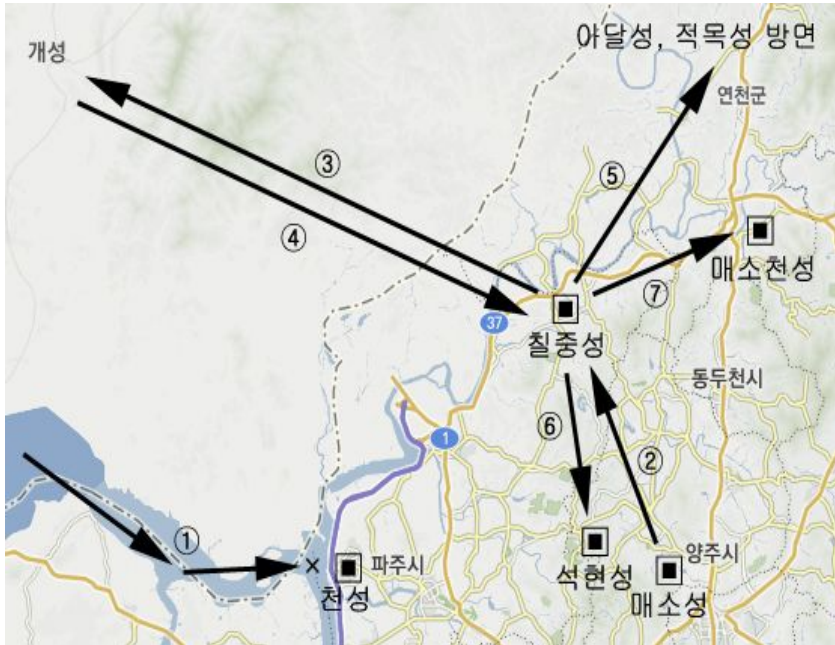 야달성, 적목성 방면
개성
연천군
③
⑤
④
매소천성
⑦
37
칠중성
동두천시
⑥
1
②
①
×
파주시
양주시
천성
석현성
매소성